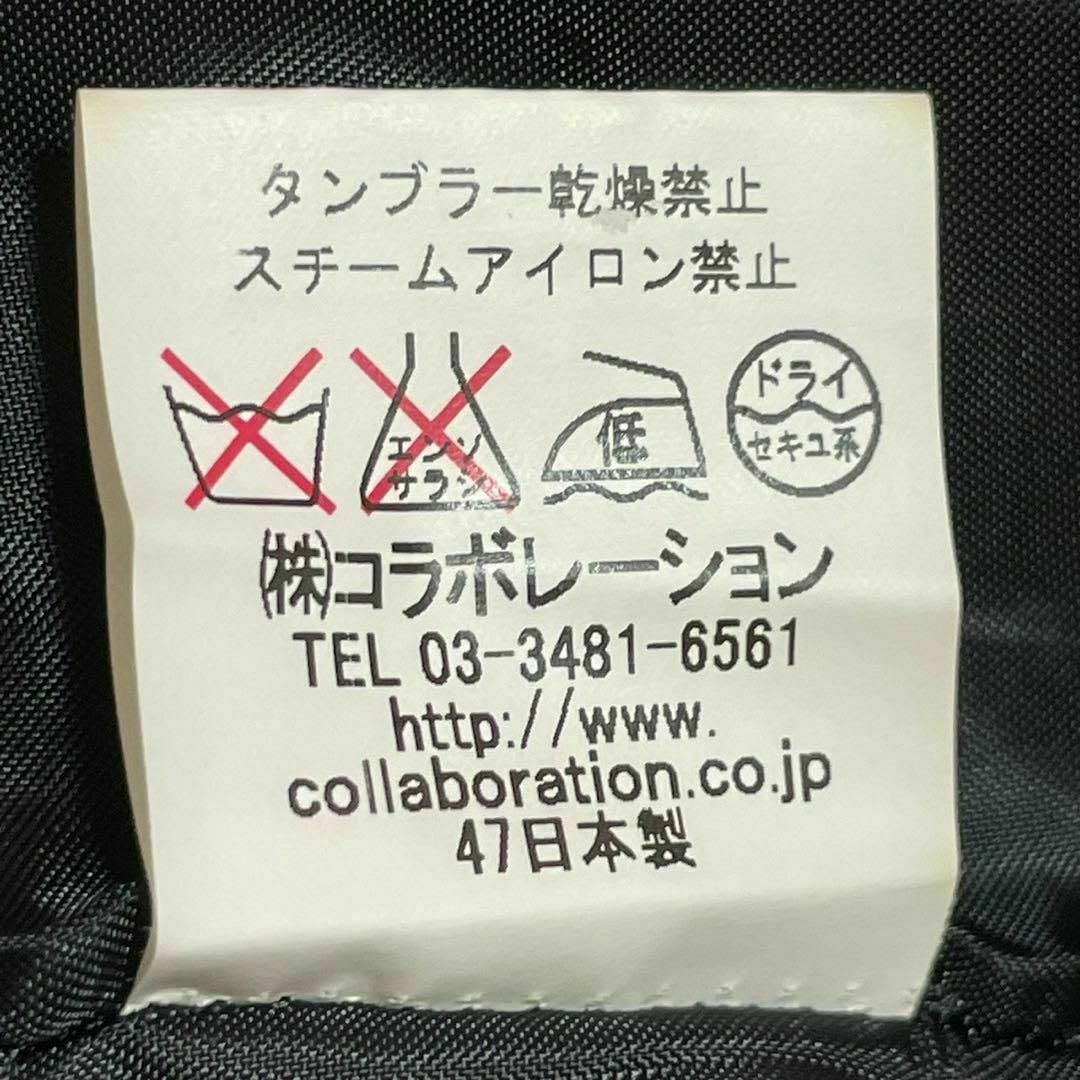 タンブラー乾燥禁止
スチームアイロン禁止
エンソ
サラシ
低
ドライ
セキユ系
㈱コラボレーション
TEL 03-3481-6561
http://www.
collaboration.co.jp
47日本製